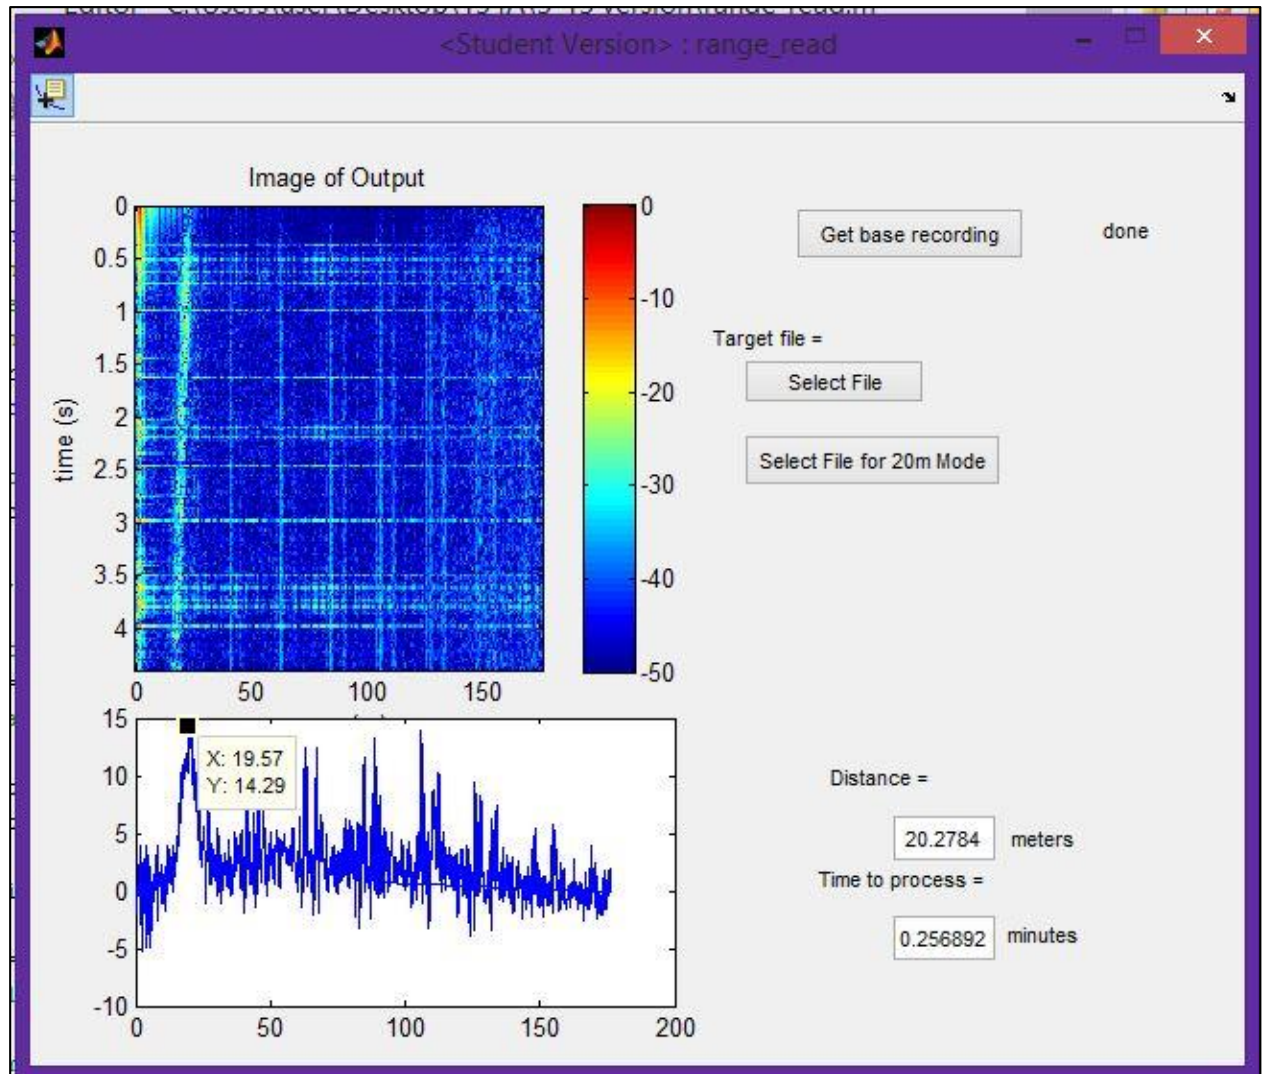 <Student Version> : range_read
Image of Output
0
0.5
1
1.5
2
2.5
3
3.5
4
time (s)
0
50
100
150
0
-10
-20
-30
-40
-50
Get base recording
done
Target file =
Select File
Select File for 20m Mode
15
10
5
0
-5
-10
0
50
100
150
200
X: 19.57
Y: 14.29
Distance =
20.2784 meters
Time to process =
0.256892 minutes